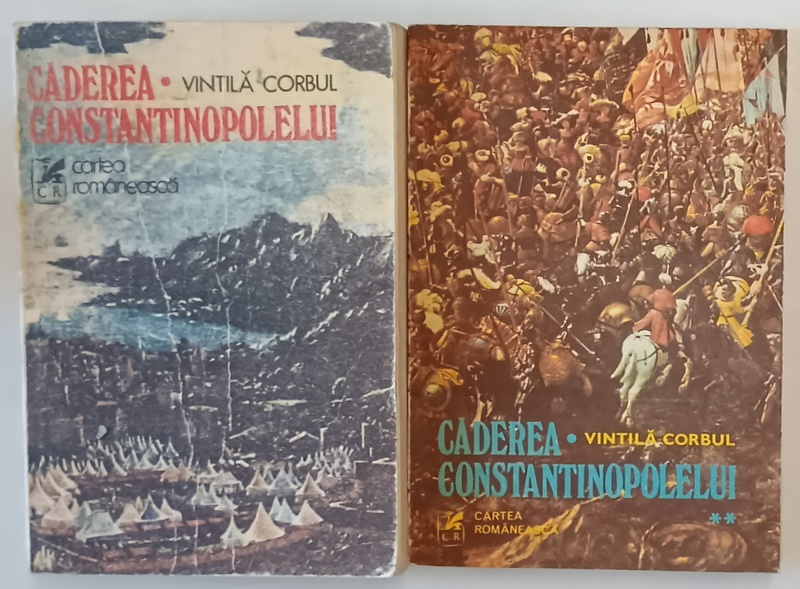 CADEREA • VINTILĂ CORBUL
CONSTANTINOPOLELUI
cartea
românească
C R
CADEREA • VINTILĂ CORBUL
CONSTANTINOPOLELUI
**
CARTEA
ROMÂNEASCĂ
C R